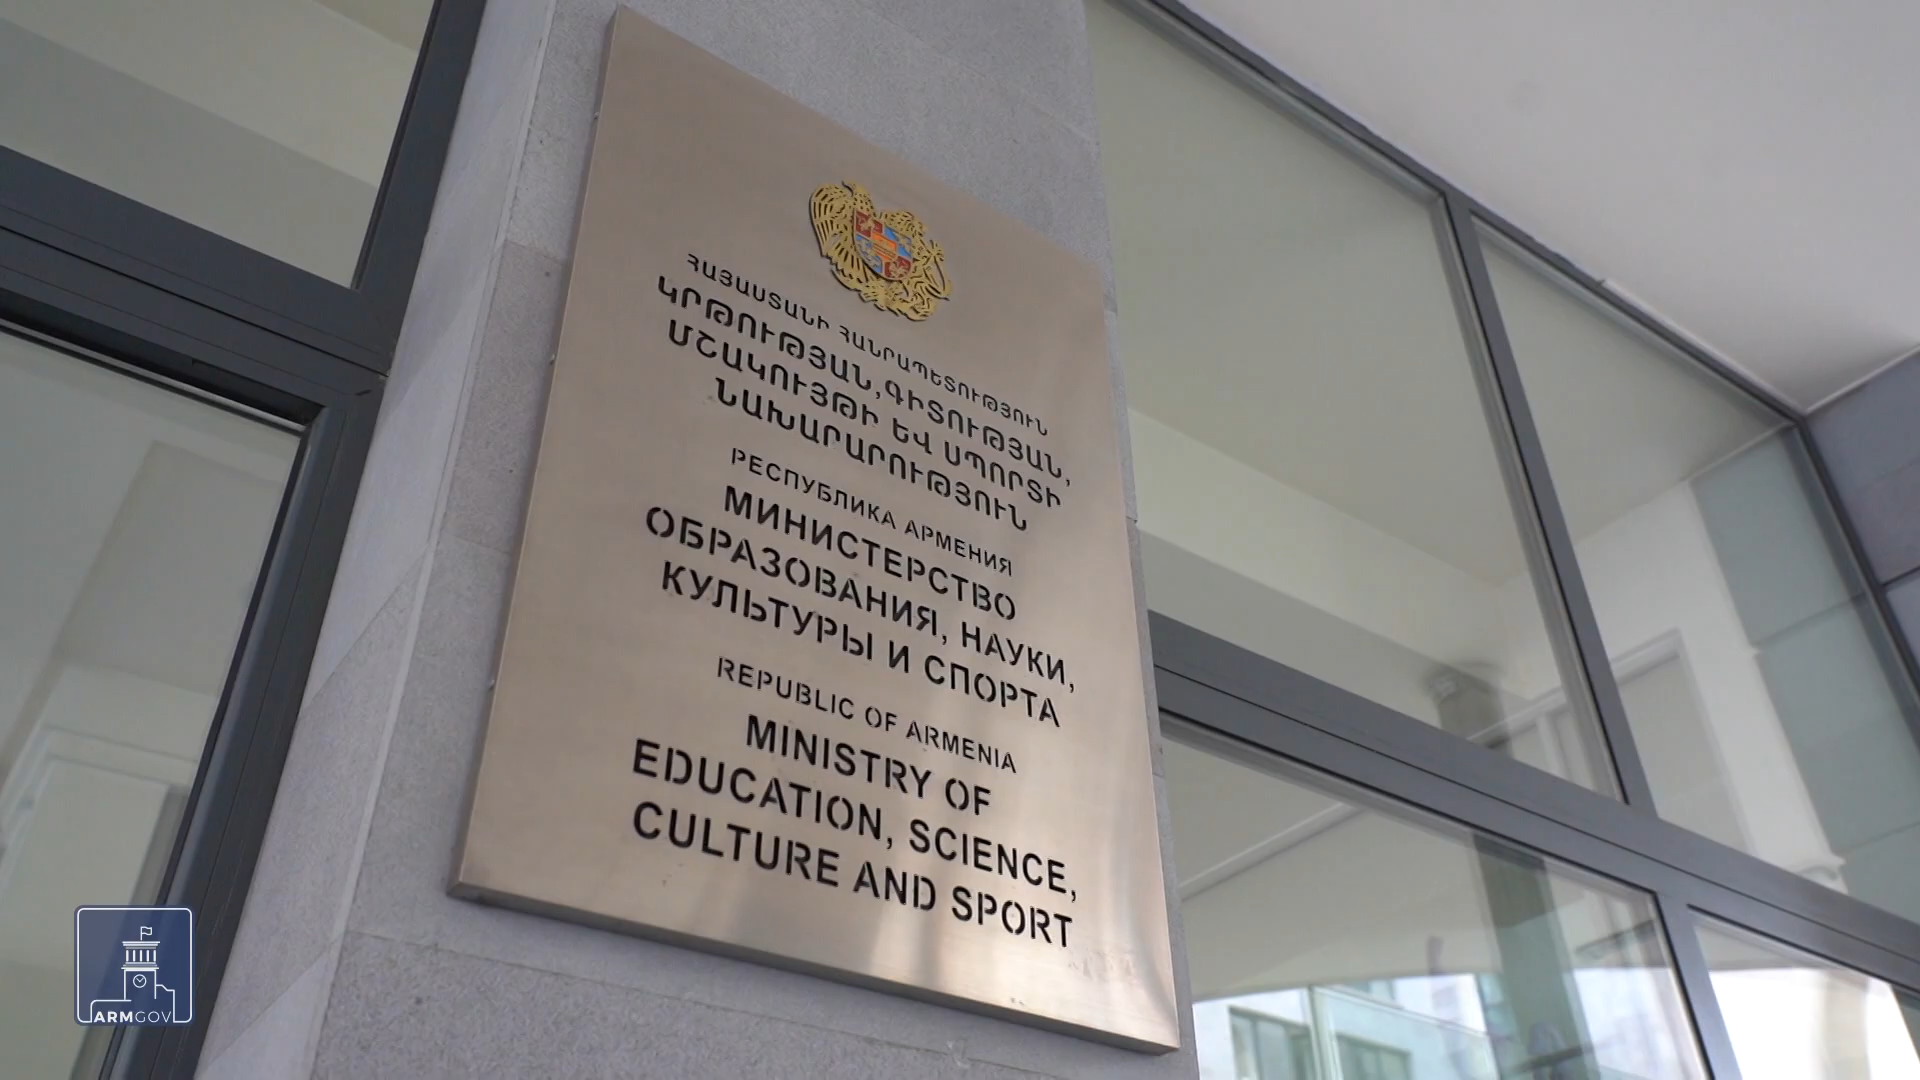 ՀԱՅԱՍՏԱՆԻ ՀԱՆՐԱՊԵՏՈՒԹՅՈՒՆ
ԿՐԹՈՒԹՅԱՆ,ԳԻՏՈՒԹՅԱՆ,
ՄՇԱԿՈՒՅԹԻ ԵՎ ՍՊՈՐՏԻ
ՆԱԽԱՐԱՐՈՒԹՅՈՒՆ
РЕСПУБЛИКА АРМЕНИЯ
МИНИСТЕРСТВО
ОБРАЗОВАНИЯ, НАУКИ,
КУЛЬТУРЫ И СПОРТА
REPUBLIC OF ARMENIA
MINISTRY OF
EDUCATION, SCIENCE,
CULTURE AND SPORT
ARMGOV